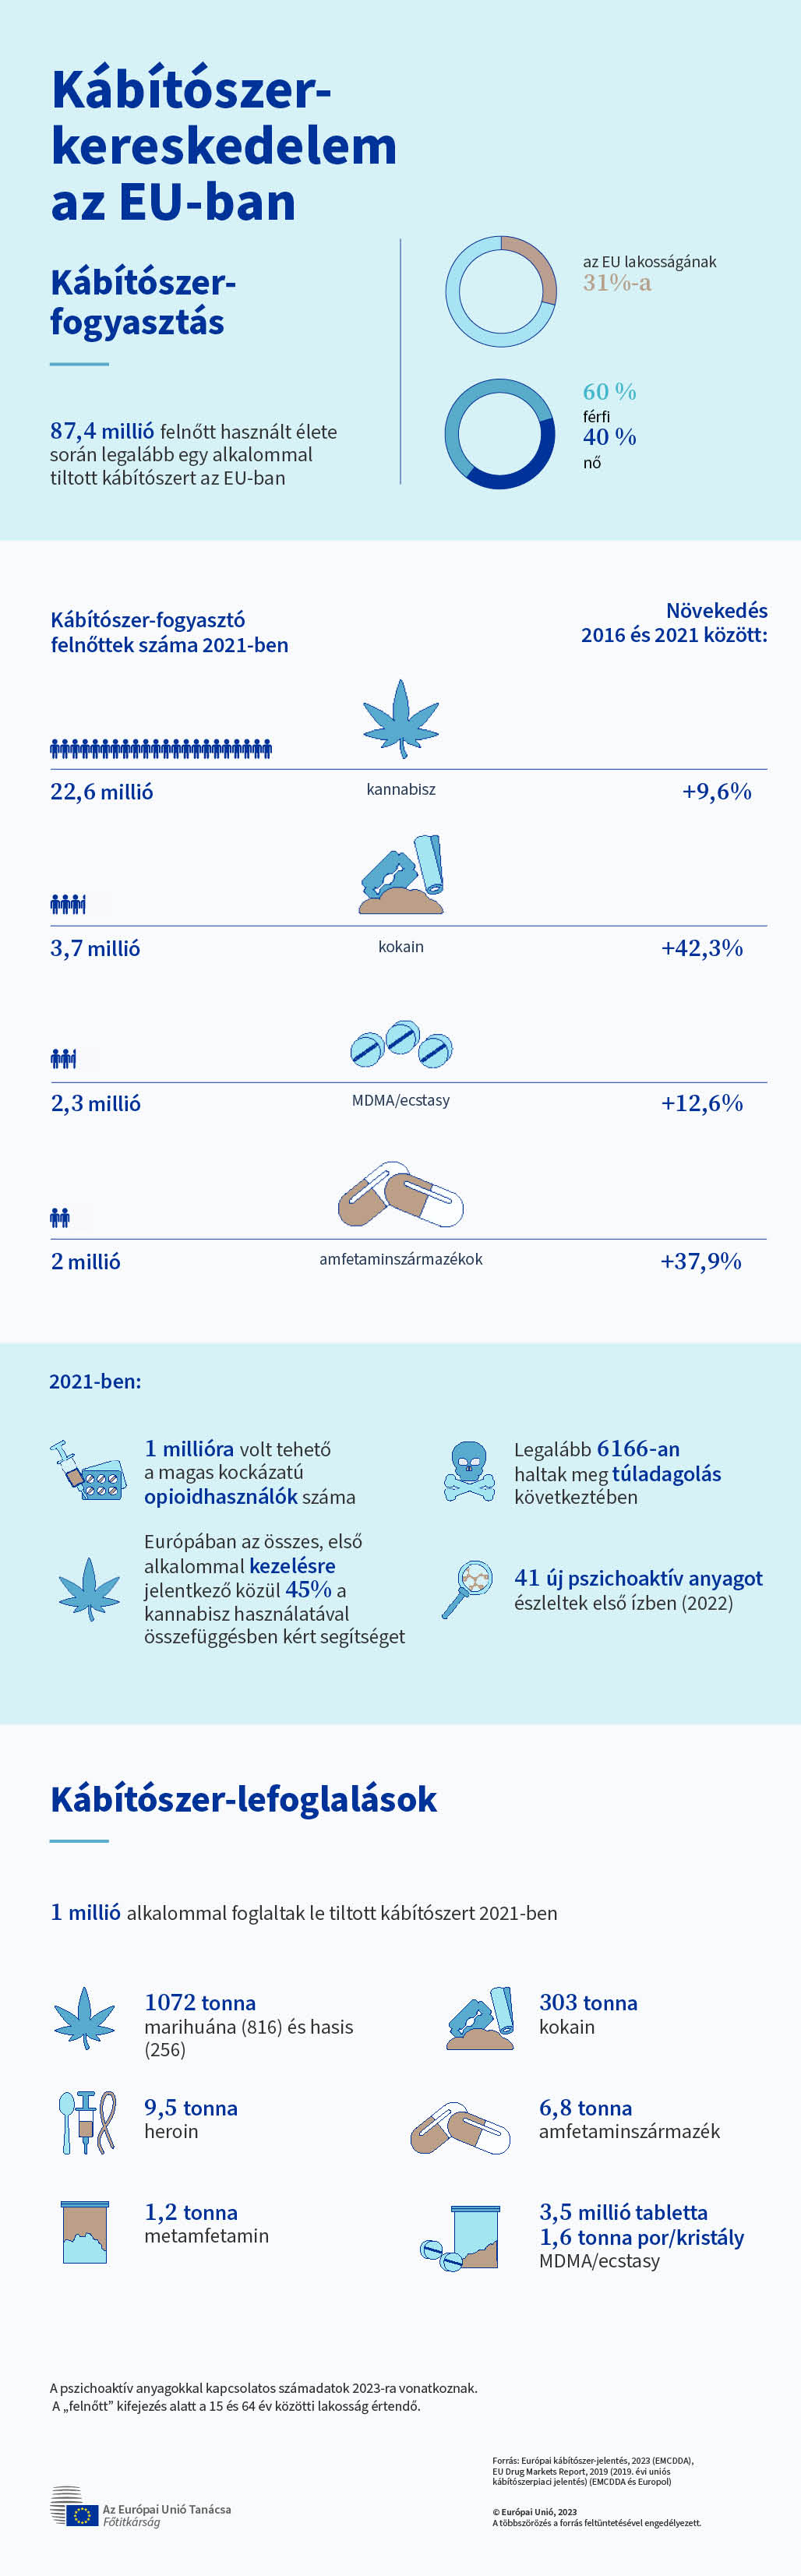 Kábítószer-
kereskedelem
az EU-ban
Kábítószer-
fogyasztás
87,4 millió felnőtt használt élete
során legalább egy alkalommal
tiltott kábítószert az EU-ban
az EU lakosságának
31%-a
60 %
férfi
40 %
nő
Kábítószer-fogyasztó
felnőttek száma 2021-ben
Növekedés
2016 és 2021 között:
22,6 millió
kannabisz
+9,6%
3,7 millió
kokain
+42,3%
2,3 millió
MDMA/ecstasy
+12,6%
2 millió
amfetaminszármazékok
+37,9%
2021-ben:
1 millióra volt tehető
a magas kockázatú
opioidhasználók száma
Legalább 6166-an
haltak meg túladagolás
következtében
Európában az összes, első
alkalommal kezelésre
jelentkező közül 45% a
kannabisz használatával
összefüggésben kért segítséget
41 új pszichoaktív anyagot
észleltek első ízben (2022)
Kábítószer-lefoglalások
1 millió alkalommal foglaltak le tiltott kábítószert 2021-ben
1072 tonna
marihuána (816) és hasis
(256)
303 tonna
kokain
9,5 tonna
heroin
6,8 tonna
amfetaminszármazék
1,2 tonna
metamfetamin
3,5 millió tabletta
1,6 tonna por/kristály
MDMA/ecstasy
A pszichoaktív anyagokkal kapcsolatos számadatok 2023-ra vonatkoznak.
A „felnőtt” kifejezés alatt a 15 és 64 év közötti lakosság értendő.
Forrás: Európai kábítószer-jelentés, 2023 (EMCDDA),
EU Drug Markets Report, 2019 (2019. évi uniós
kábítószerpiaci jelentés) (EMCDDA és Europol)
© Európai Unió, 2023
A többszörözés a forrás feltüntetésével engedélyezett.
Az Európai Unió Tanácsa
Főtitkárság